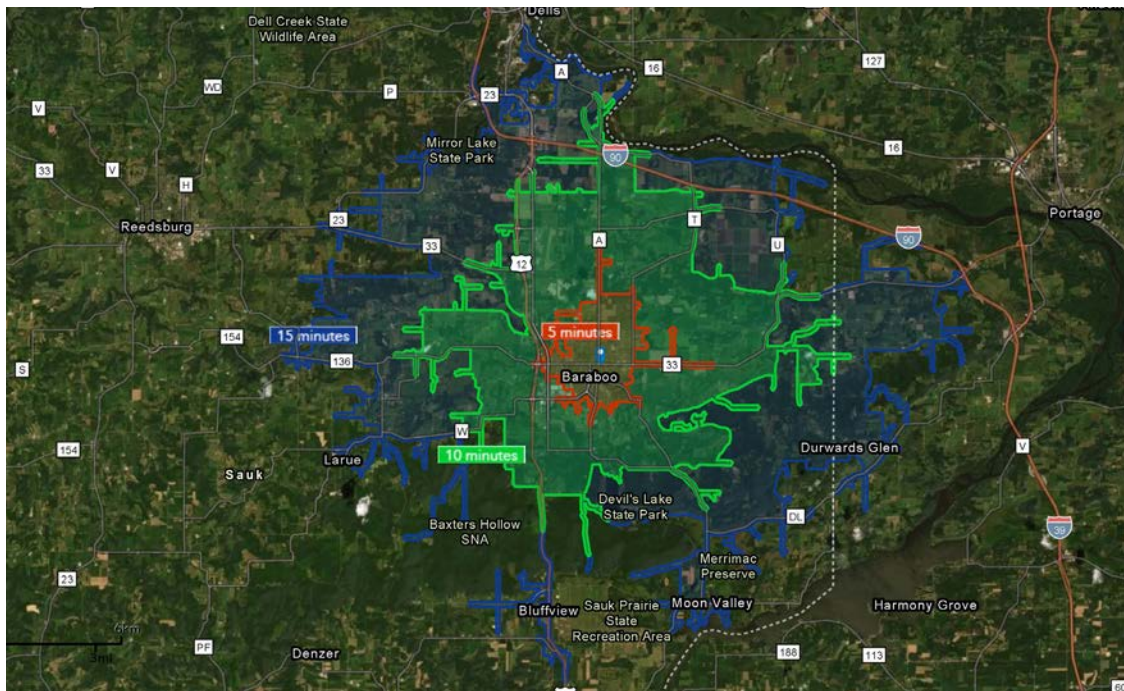 Dells
Dell Creek State
Wildlife Area
A
16
127
WD
P
23
V
Mirror Lake
State Park
90
16
33
V
H
Reedsburg
23
T
Portage
33
A
U
90
12
15 minutes
5 minutes
154
136
33
S
Baraboo
W
10 minutes
Larue
Durwards Glen
V
154
Sauk
Devil's Lake
State Park
DL
Baxters Hollow
SNA
39
Merrimac
Preserve
23
Bluffview
Sauk Prairie
State
Recreation Area
Moon Valley
Harmony Grove
6km
3mi
PF
Denzer
188
113